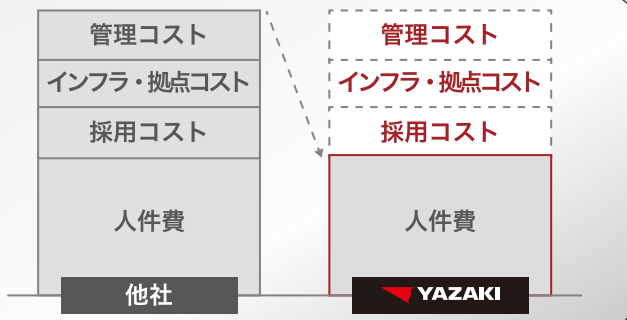 管理コスト
インフラ・拠点コスト
採用コスト
人件費
他社
管理コスト
インフラ・拠点コスト
採用コスト
人件費
YAZAKI